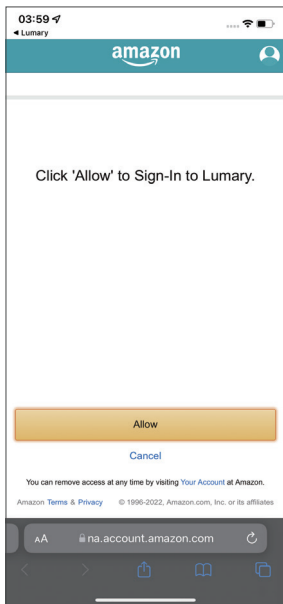 03:59
Lumary
amazon
Click 'Allow' to Sign-In to Lumary.
Allow
Cancel
You can remove access at any time by visiting Your Account at Amazon.
Amazon Terms & Privacy © 1996-2022, Amazon.com, Inc. or its affiliates
AA na.account.amazon.com